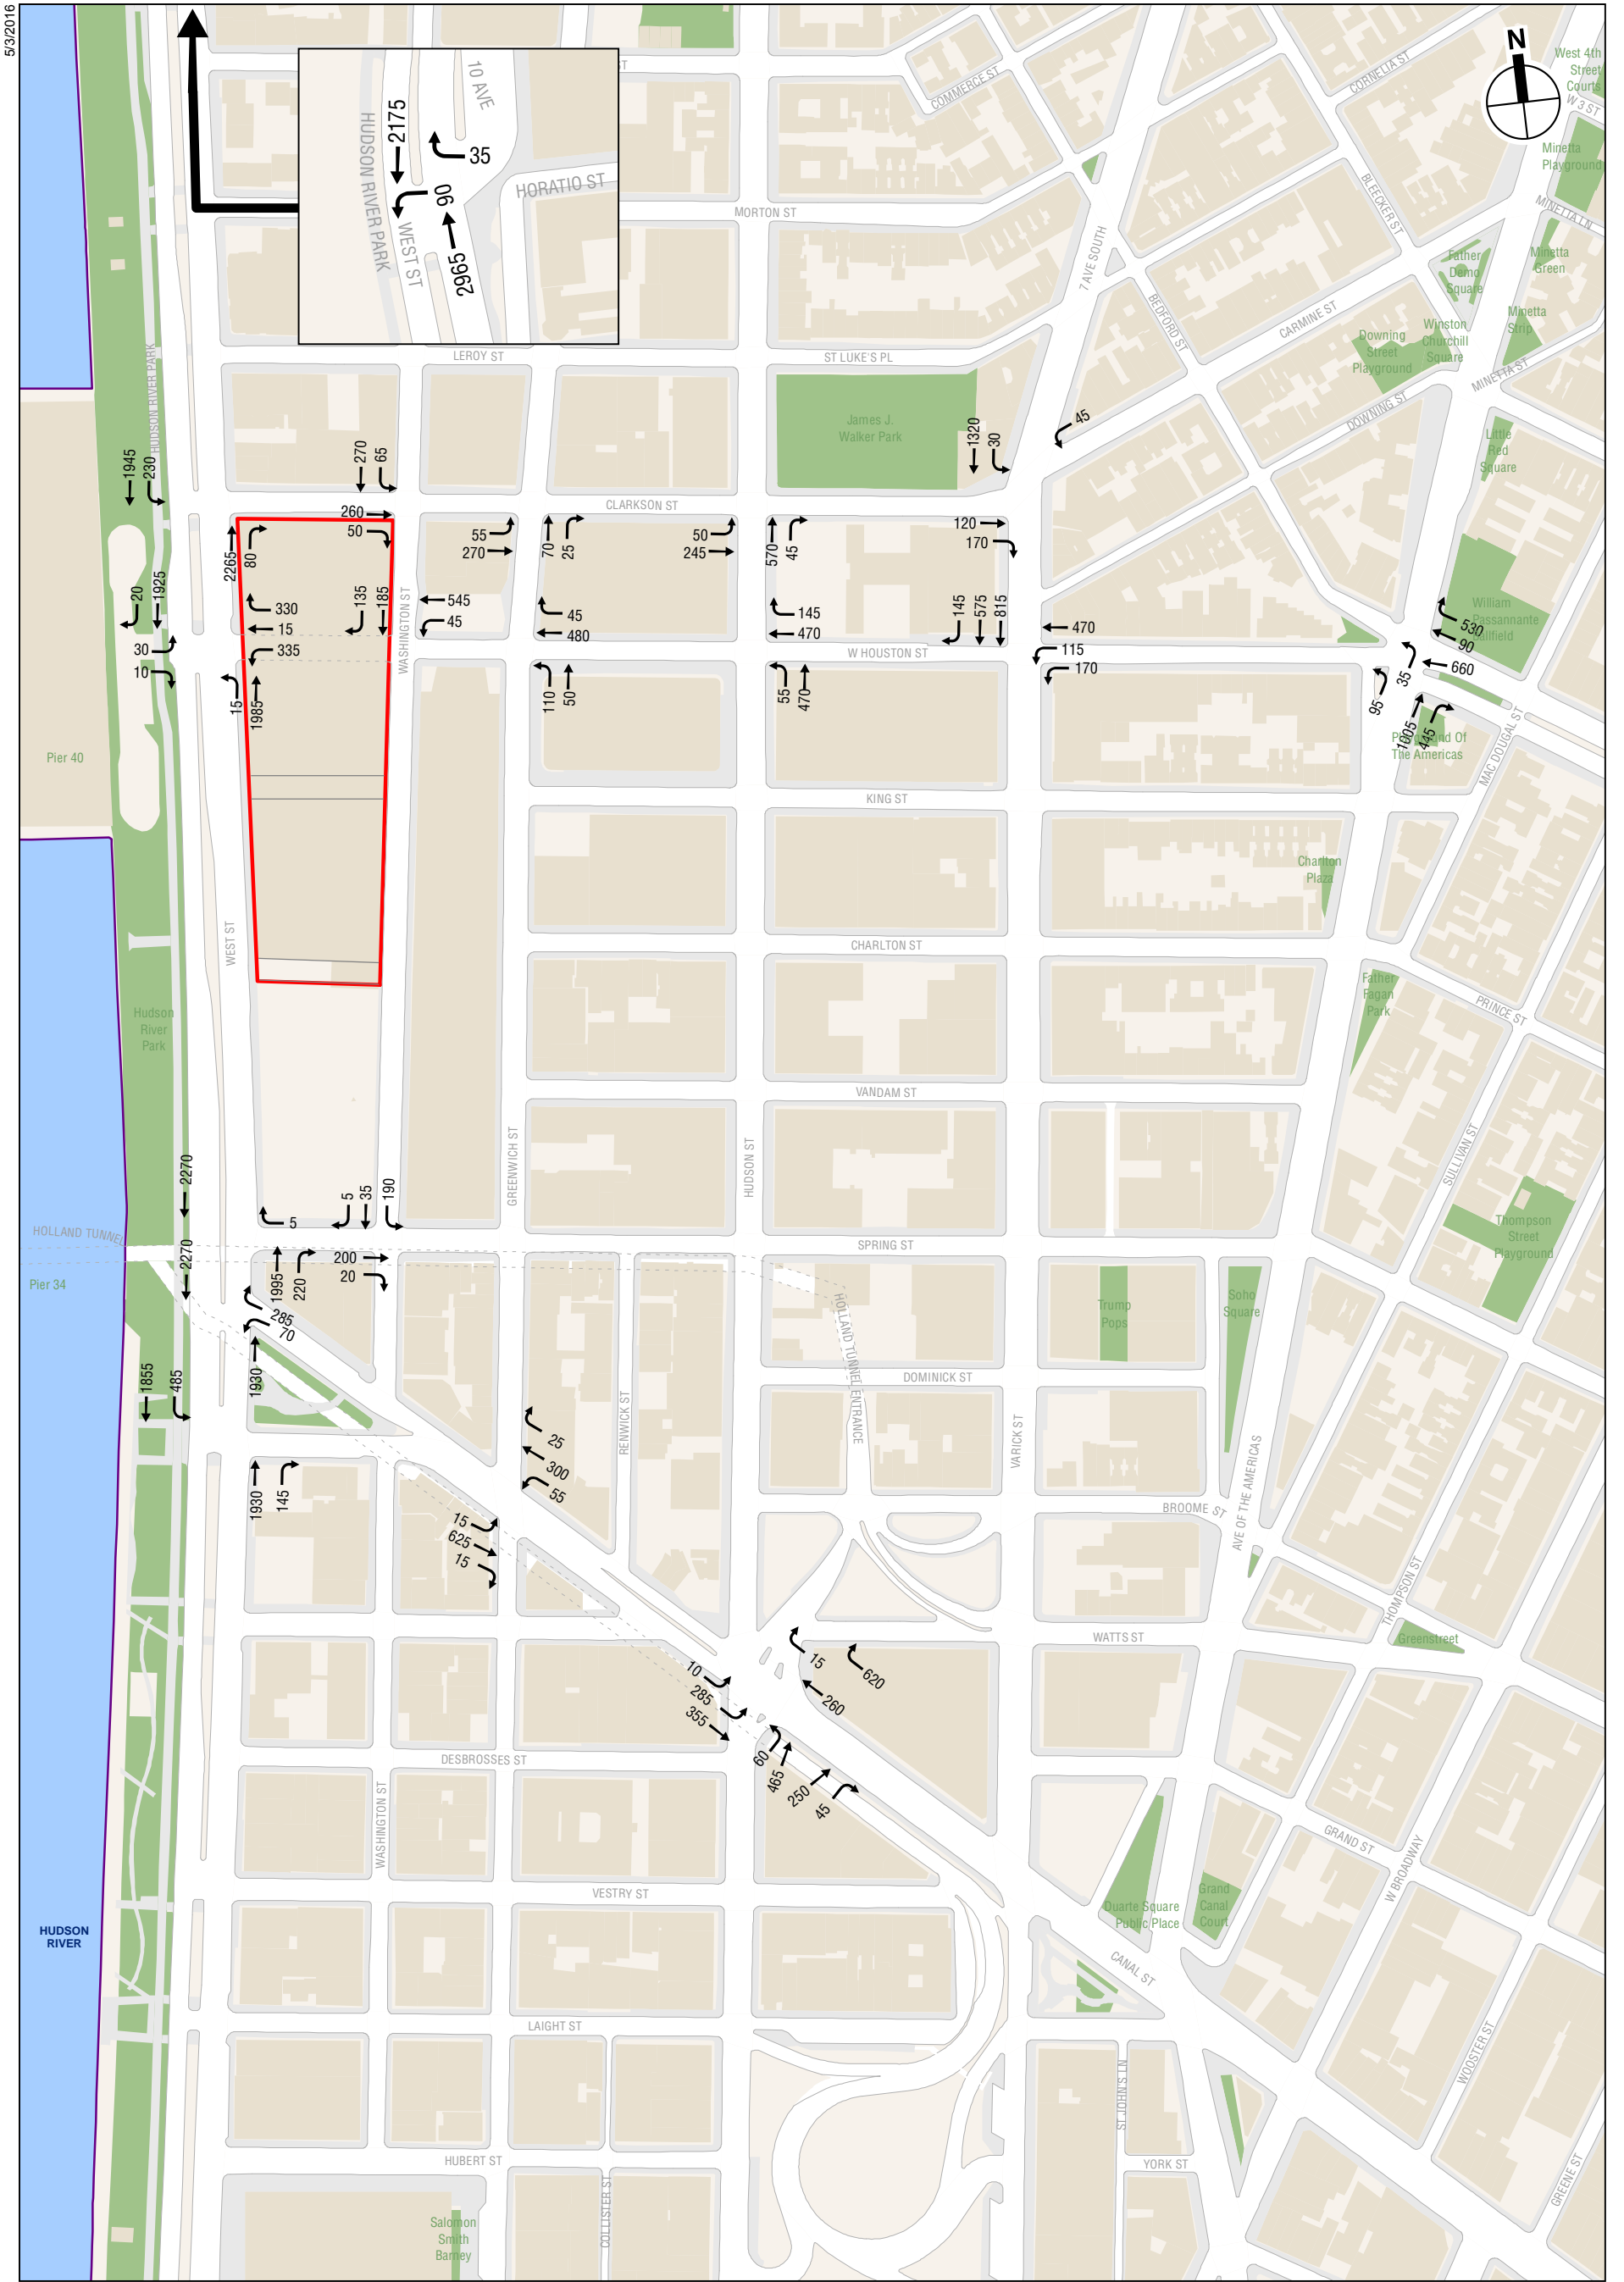 5/3/2016
N
West 4th
Street
Courts
W 3 ST
CORNELIA ST
COMMERCE ST
ST
10 AVE
2175
35
HUDSON RIVER PARK
HORATIO ST
90
WEST ST
2965
Minetta
Playground
MINETTA LN
BLEECKER ST
MORTON ST
7 AVE SOUTH
Father
Demo
Square
Minetta
Green
BEDFORD ST
CARMINE ST
Minetta
Strip
Downing
Street
Playground
Winston
Churchill
Square
MINETTA ST
HUDSON RIVER PARK
LEROY ST
ST LUKE'S PL
DOWNING ST
James J.
Walker Park
1320
30
45
Little
Red
Square
1945
230
270
65
CLARKSON ST
260
50
2265
80
55
270
70
25
50
245
570
45
120
170
20
1925
330
15
335
135
185
WASHINGTON ST
545
45
45
480
145
470
145
575
815
470
115
170
W HOUSTON ST
William
Passannante
Ballfield
530
90
660
35
95
1005
445
30
10
15
1985
110
50
55
470
Of
The Americas
MAC DOUGAL ST
Pier 40
KING ST
Charlton
Plaza
WEST ST
CHARLTON ST
Father
Fagan
Park
PRINCE ST
Hudson
River
Park
VANDAM ST
GREENWICH ST
HUDSON ST
SULLIVAN ST
2270
5
35
190
5
Thompson
Street
Playground
HOLLAND TUNNEL
SPRING ST
2270
1995
220
200
20
Pier 34
285
70
HOLLAND TUNNEL ENTRANCE
Trump
Pops
Soho
Square
1930
1855
485
DOMINICK ST
RENWICK ST
VARICK ST
AVE OF THE AMERICAS
25
300
55
1930
145
BROOME ST
15
625
15
THOMPSON ST
WATTS ST
Greenstreet
15
620
260
10
285
355
60
465
250
45
DESBROSSES ST
WASHINGTON ST
GRAND ST
W BROADWAY
VESTRY ST
Duarte Square
Public Place
Grand
Canal
Court
HUDSON
RIVER
CANAL ST
LAIGHT ST
WOOSTER ST
ST JOHN'S LN
HUBERT ST
YORK ST
GREENE ST
COLLISTER ST
Salomon
Smith
Barney